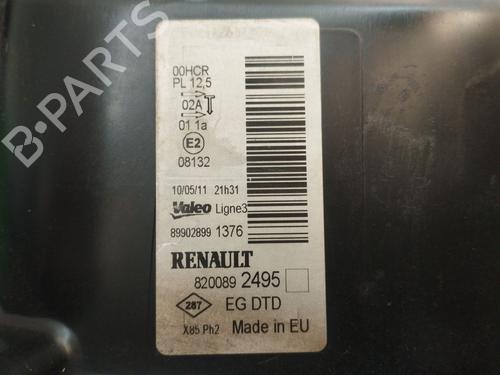 00HCR
PL 12,5
02A
01 1a
E2
08132
10/05/11 21h31
Valeo Ligne3
89902899 1376
RENAULT
820089 2495
287 EG DTD
X85 Ph2 Made in EU
B-PARTS